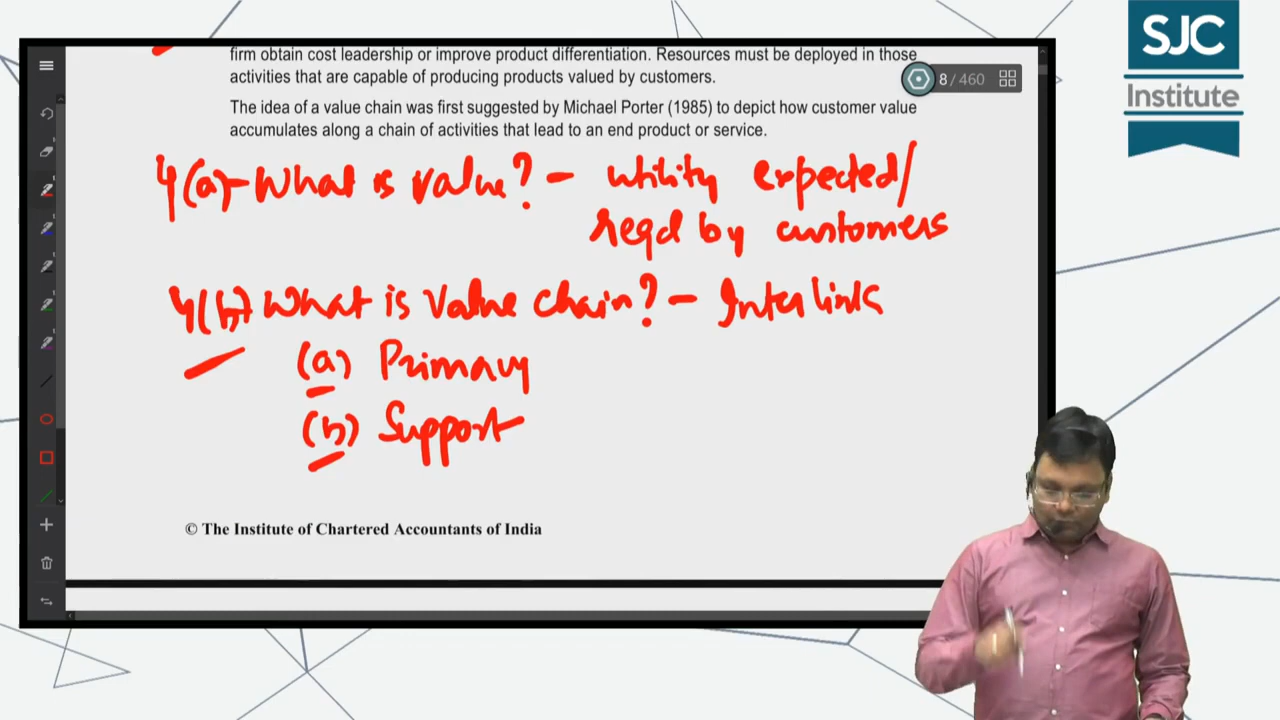 firm obtain cost leadership or improve product differentiation. Resources must be deployed in those
activities that are capable of producing products valued by customers.
The idea of a value chain was first suggested by Michael Porter (1985) to depict how customer value
accumulates along a chain of activities that lead to an end product or service.
8 / 460
SJC
Institute
4(a)-What is value? - utility expected/
reqd by customers
4(b) What is value chain? - Interlink
(a) Primary
(b) Support
© The Institute of Chartered Accountants of India